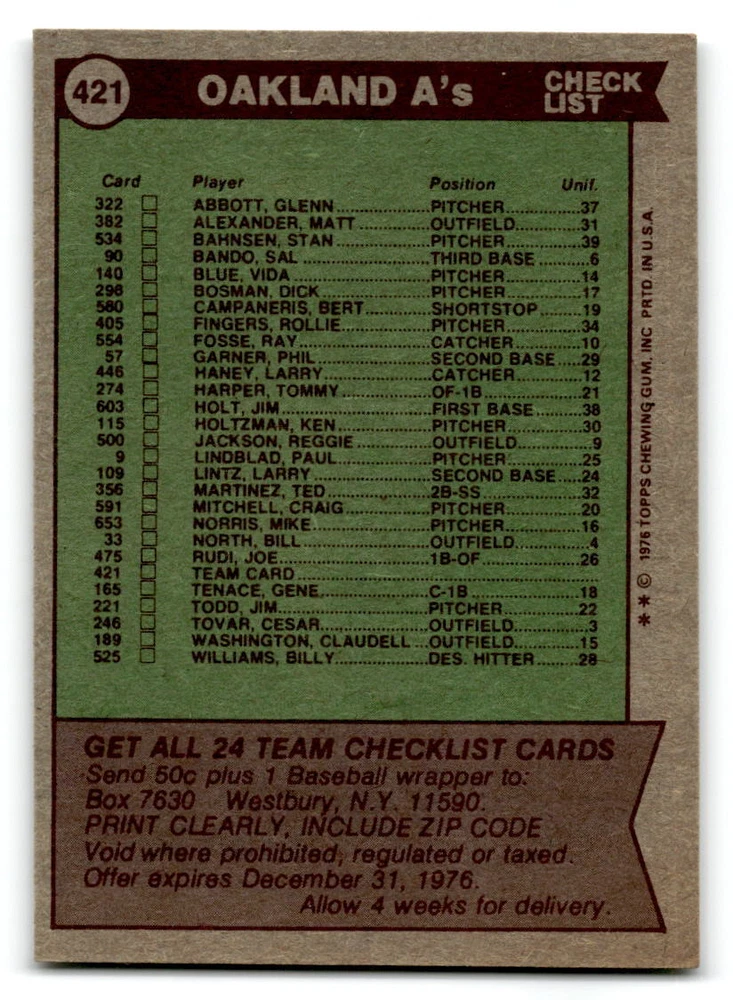 421 OAKLAND A's CHECK LIST
Card Player Position Unif.
322 ABBOTT, GLENN PITCHER 37
382 ALEXANDER, MATT OUTFIELD 31
534 BAHNSEN, STAN PITCHER 39
90 BANDO, SAL THIRD BASE 6
140 BLUE, VIDA PITCHER 14
298 BOSMAN, DICK PITCHER 17
580 CAMPANERIS, BERT SHORTSTOP 19
405 FINGERS, ROLLIE PITCHER 34
554 FOSSE, RAY CATCHER 10
57 GARNER, PHIL SECOND BASE 29
446 HANEY, LARRY CATCHER 12
274 HARPER, TOMMY OF-1B 21
603 HOLT, JIM FIRST BASE 38
115 HOLTZMAN, KEN PITCHER 30
500 JACKSON, REGGIE OUTFIELD 9
9 LINDBLAD, PAUL PITCHER 25
109 LINTZ, LARRY SECOND BASE 24
356 MARTINEZ, TED 2B-SS 32
591 MITCHELL, CRAIG PITCHER 20
653 NORRIS, MIKE PITCHER 16
33 NORTH, BILL OUTFIELD 4
475 RUDI, JOE 1B-OF 26
421 TEAM CARD
165 TENACE, GENE C-1B 18
221 TODD, JIM PITCHER 22
246 TOVAR, CESAR OUTFIELD 3
189 WASHINGTON, CLAUDELL OUTFIELD 15
525 WILLIAMS, BILLY DES. HITTER 28
* * © 1976 TOPPS CHEWING GUM, INC PRTD. IN U.S.A.
GET ALL 24 TEAM CHECKLIST CARDS
Send 50c plus 1 Baseball wrapper to:
Box 7630 Westbury, N.Y. 11590.
PRINT CLEARLY, INCLUDE ZIP CODE
Void where prohibited, regulated or taxed.
Offer expires December 31, 1976.
Allow 4 weeks for delivery.